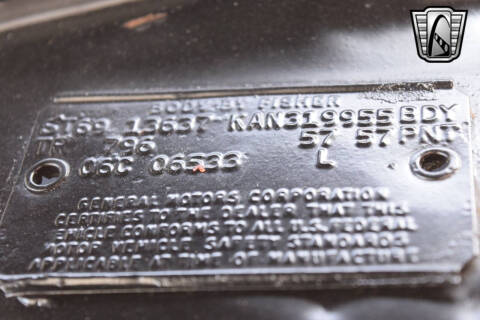 BODY BY FISHER
ST69 13637 KAN319955 BDY
TR 796 57 57 PNT
06C 06533 L
GENERAL MOTORS CORPORATION
CERTIFIES TO THE DEALER THAT THIS
VEHICLE CONFORMS TO ALL U.S. FEDERAL
MOTOR VEHICLE SAFETY STANDARDS
APPLICABLE AT TIME OF MANUFACTURE